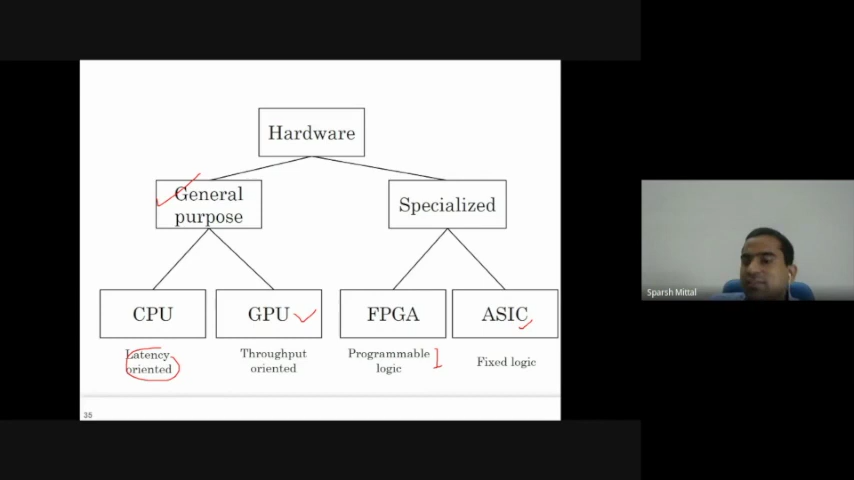 Hardware
General
purpose
Specialized
CPU
GPU
FPGA
ASIC
Latency
oriented
Throughput
oriented
Programmable
logic
Fixed logic
35
Sparsh Mittal